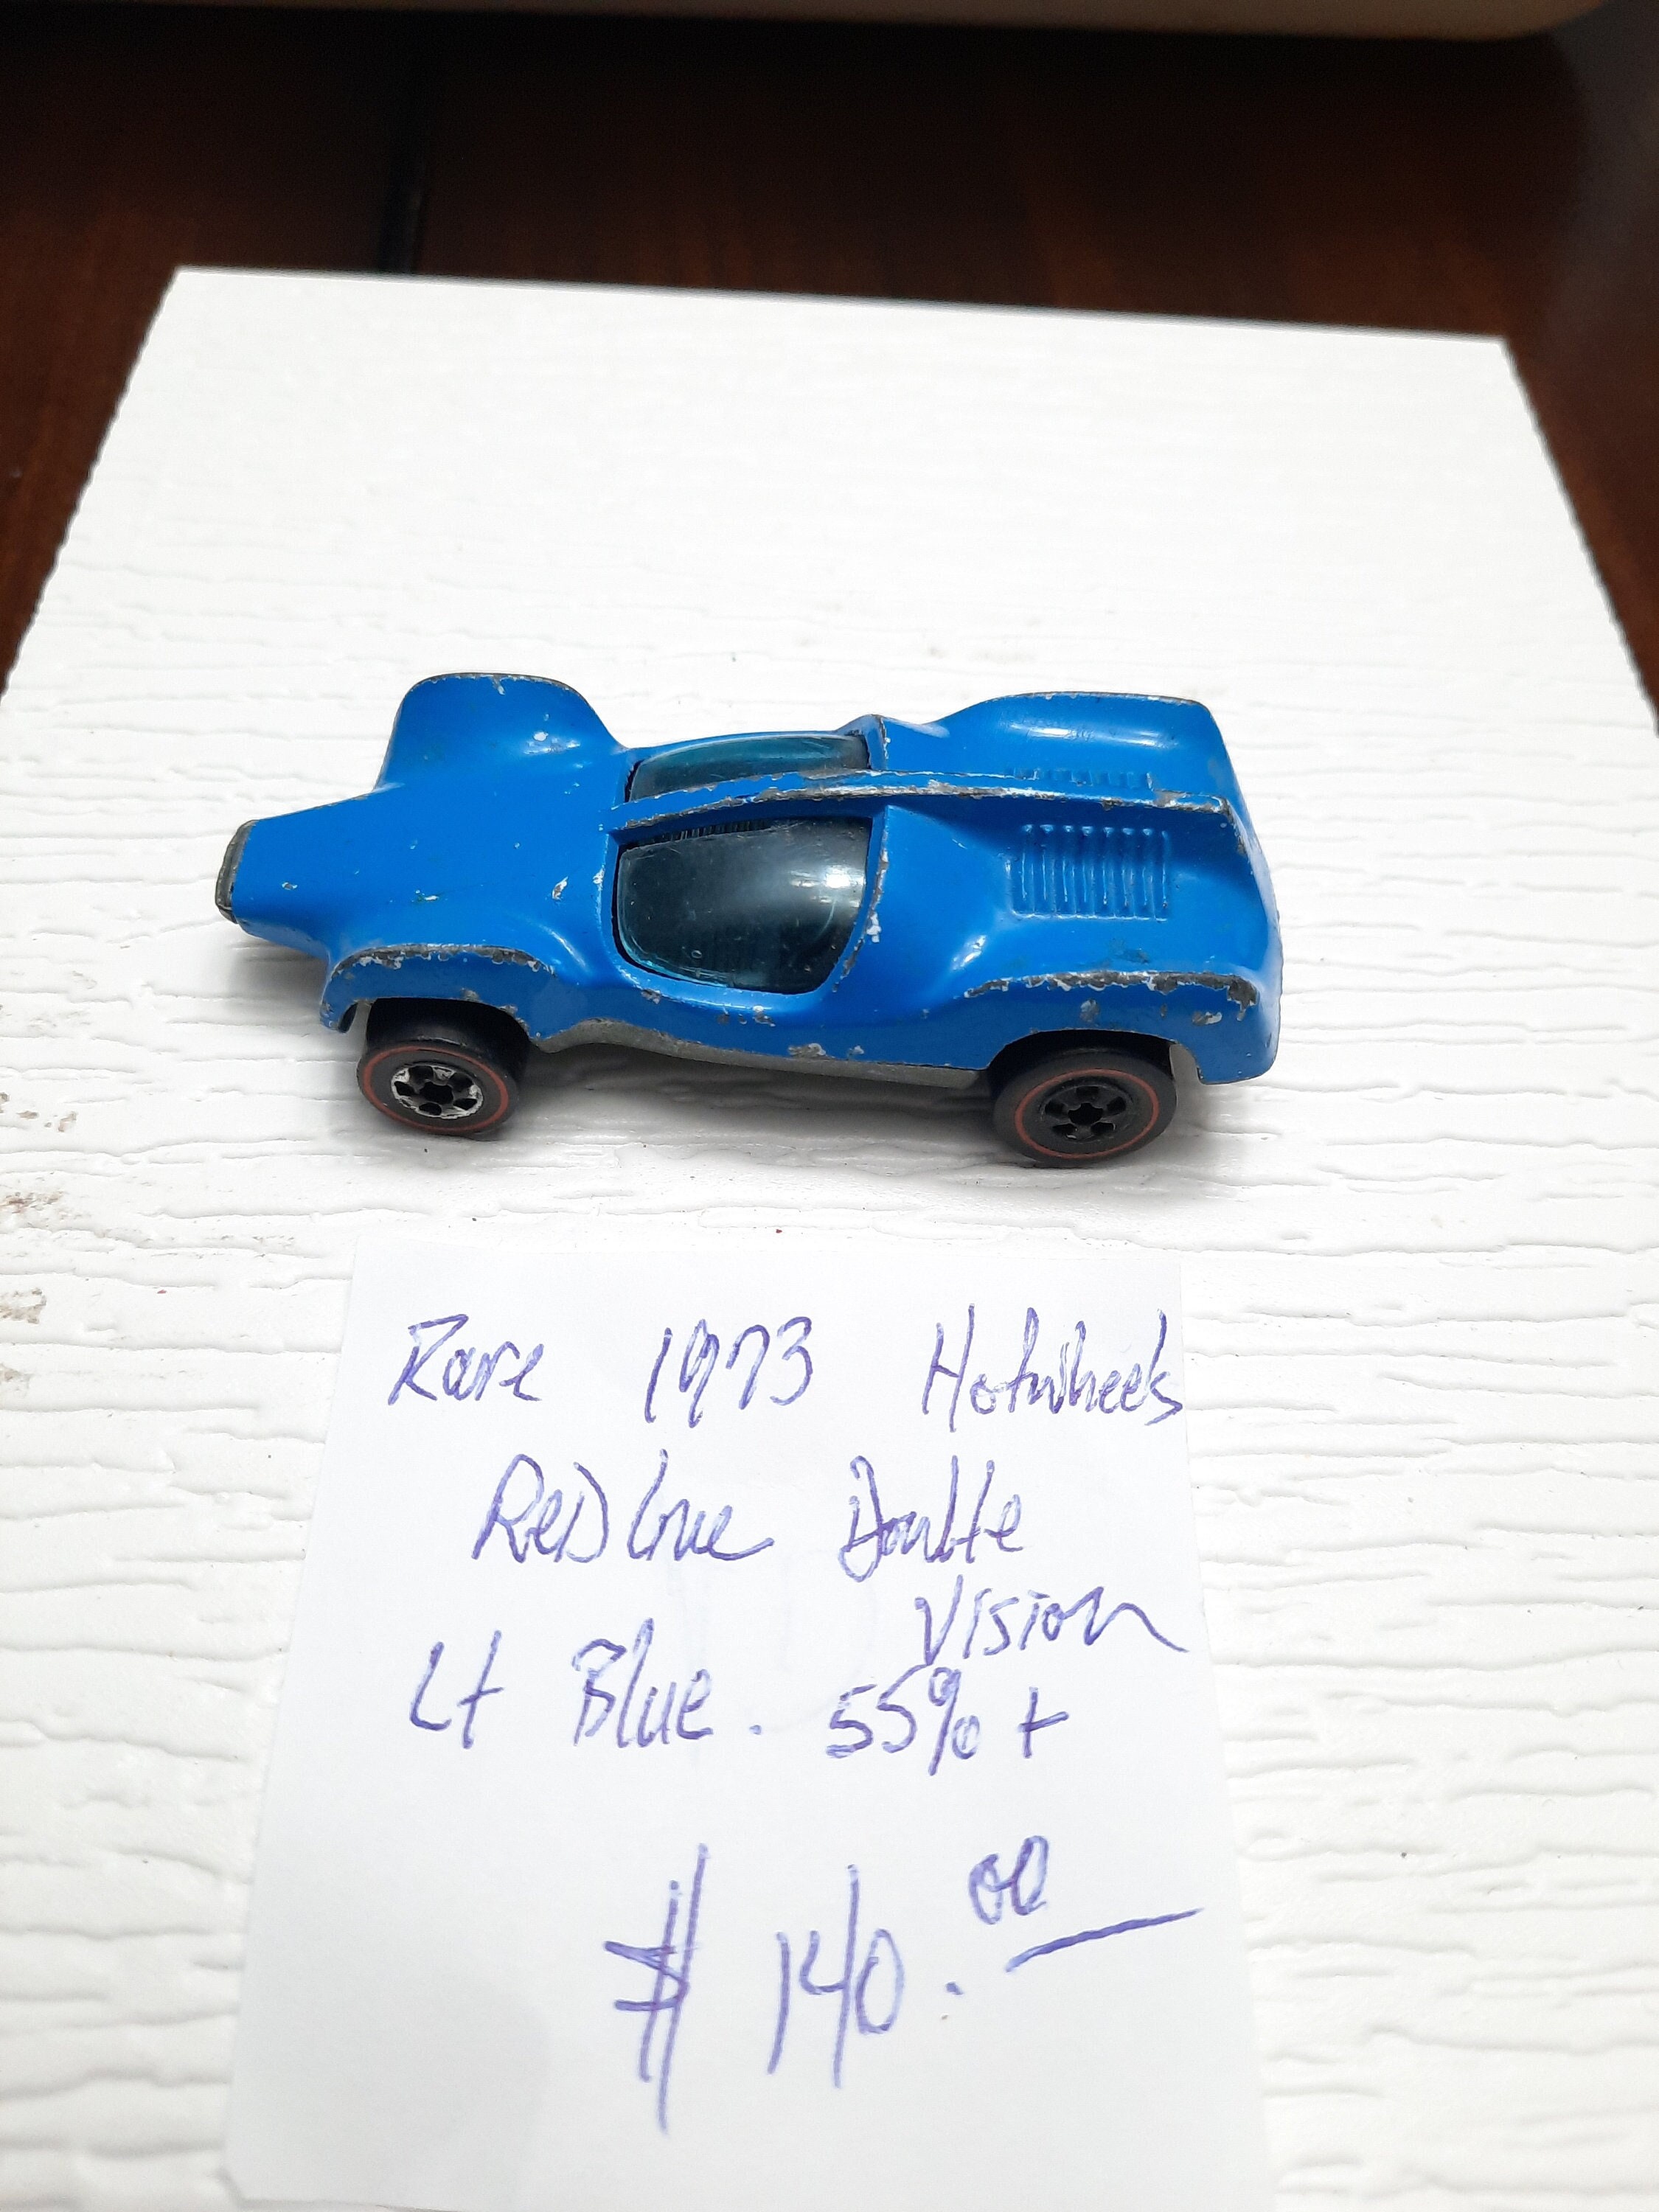 Rare 1973 Hotwheels
RedLine Double
Vision
Lt Blue. 55% +
$ 140.00